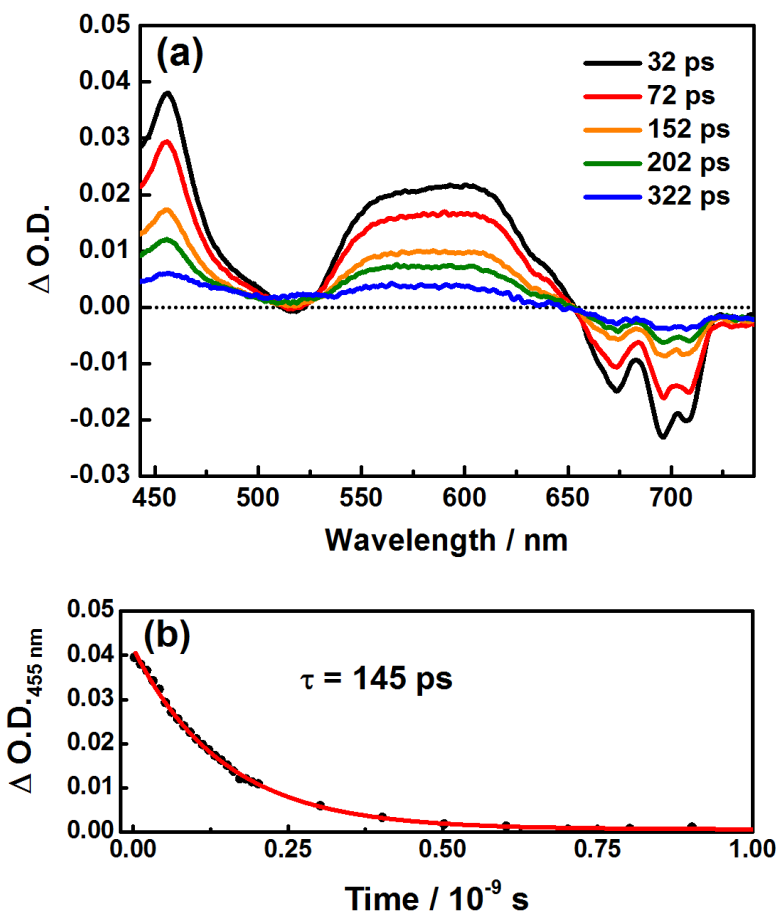 (a)
32 ps
72 ps
152 ps
202 ps
322 ps
Δ O.D.
0.05
0.04
0.03
0.02
0.01
0.00
-0.01
-0.02
-0.03
450 500 550 600 650 700
Wavelength / nm
(b)
τ = 145 ps
Δ O.D.455 nm
0.05
0.04
0.03
0.02
0.01
0.00
0.00 0.25 0.50 0.75 1.00
Time / 10⁻⁹ s